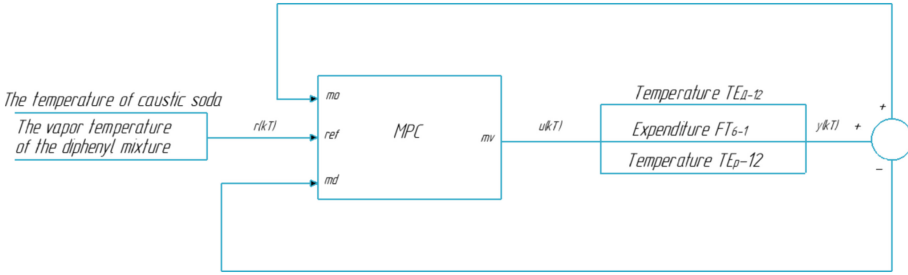 The temperature of caustic soda
The vapor temperature
of the diphenyl mixture
r(kT)
mo
ref
md
MPC
mv
u(kT)
Temperature TEД-12
Expenditure FT6-1
Temperature TEp-12
y(kT)
+
+
−